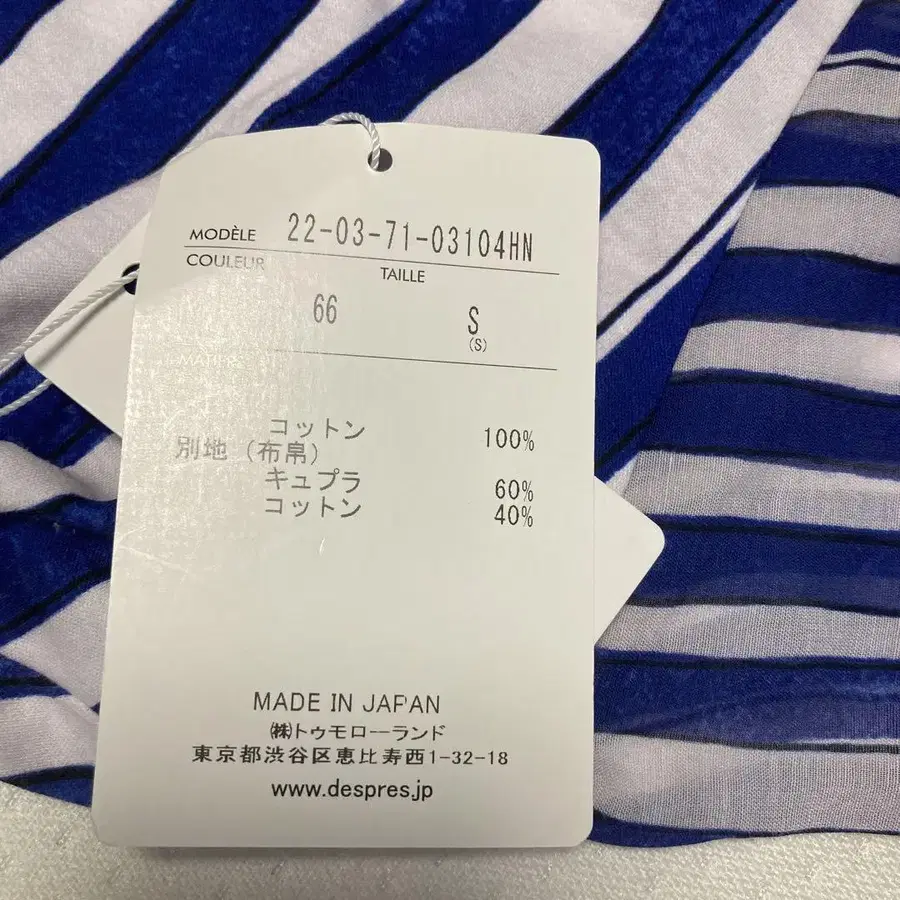 MODÈLE 22-03-71-03104HN
COULEUR TAILLE
66 S
(S)
MATIÈRE
コットン 100%
別地（布帛）
キュプラ 60%
コットン 40%
MADE IN JAPAN
㈱トゥモローランド
東京都渋谷区恵比寿西1-32-18
www.despres.jp